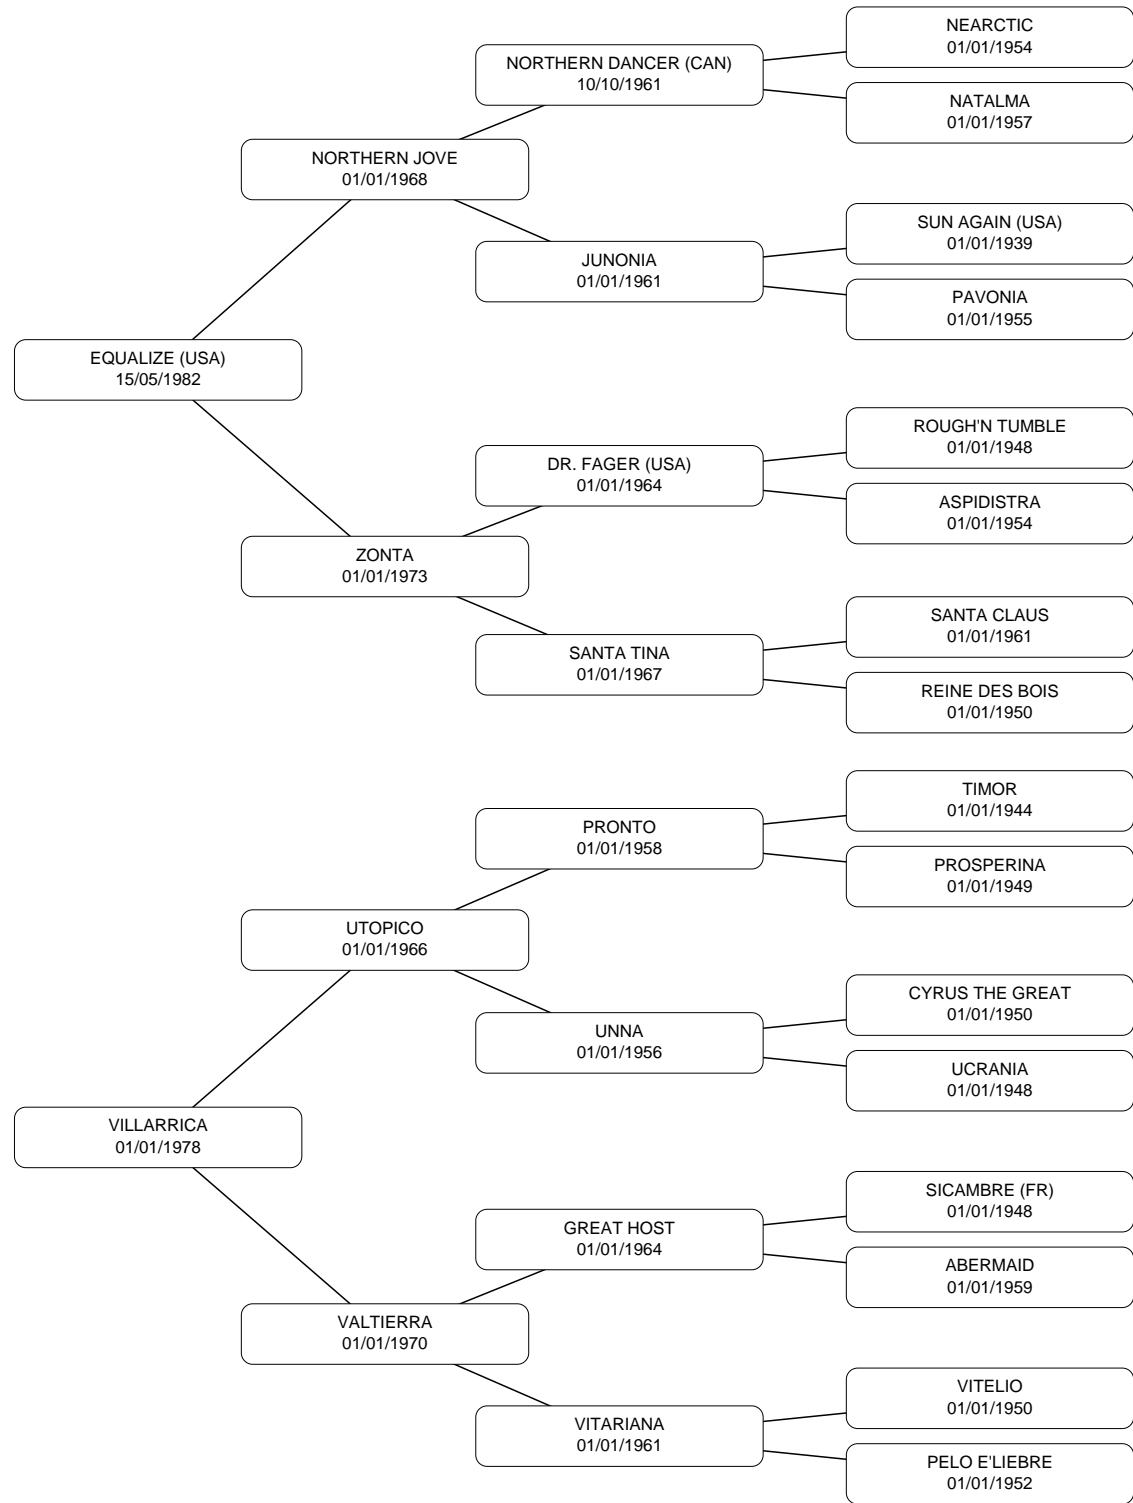 NEARCTIC
01/01/1954
NORTHERN DANCER (CAN)
10/10/1961
NATALMA
01/01/1957
NORTHERN JOVE
01/01/1968
SUN AGAIN (USA)
01/01/1939
JUNONIA
01/01/1961
PAVONIA
01/01/1955
EQUALIZE (USA)
15/05/1982
ROUGH'N TUMBLE
01/01/1948
DR. FAGER (USA)
01/01/1964
ASPIDISTRA
01/01/1954
ZONTA
01/01/1973
SANTA CLAUS
01/01/1961
SANTA TINA
01/01/1967
REINE DES BOIS
01/01/1950
TIMOR
01/01/1944
PRONTO
01/01/1958
PROSPERINA
01/01/1949
UTOPICO
01/01/1966
CYRUS THE GREAT
01/01/1950
UNNA
01/01/1956
UCRANIA
01/01/1948
VILLARRICA
01/01/1978
SICAMBRE (FR)
01/01/1948
GREAT HOST
01/01/1964
ABERMAID
01/01/1959
VALTIERRA
01/01/1970
VITELIO
01/01/1950
VITARIANA
01/01/1961
PELO E'LIEBRE
01/01/1952